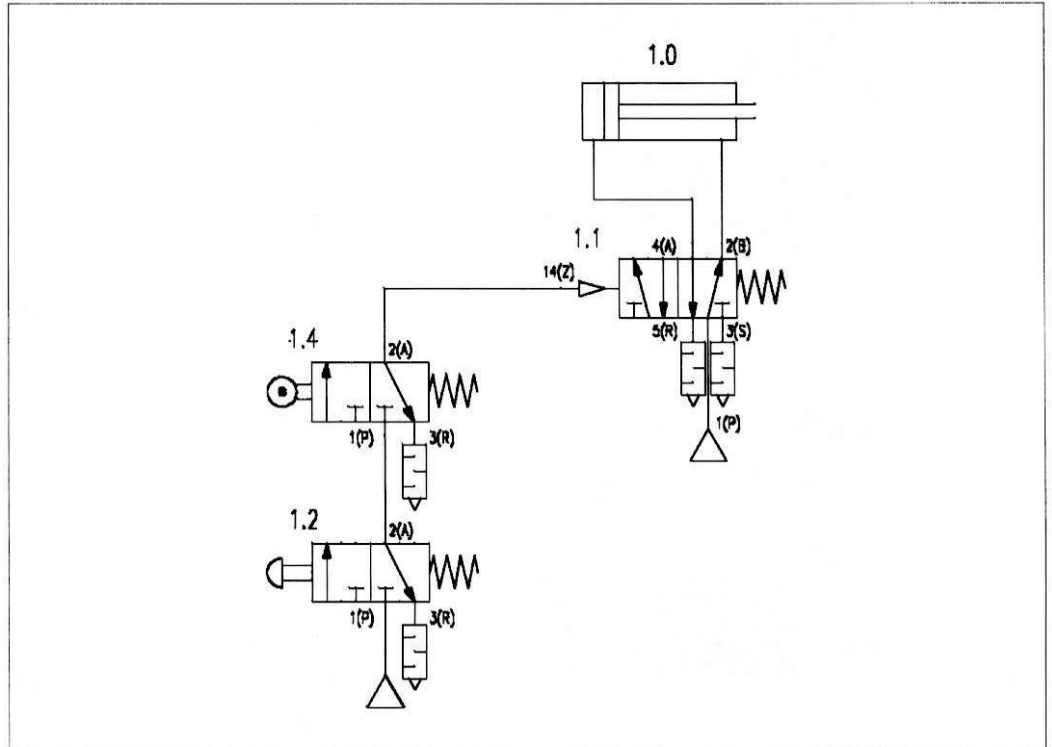 1.0
1.1
4(A)
2(B)
14(Z)
5(R)
3(S)
1(P)
1.4
2(A)
1(P)
3(R)
1.2
2(A)
1(P)
3(R)